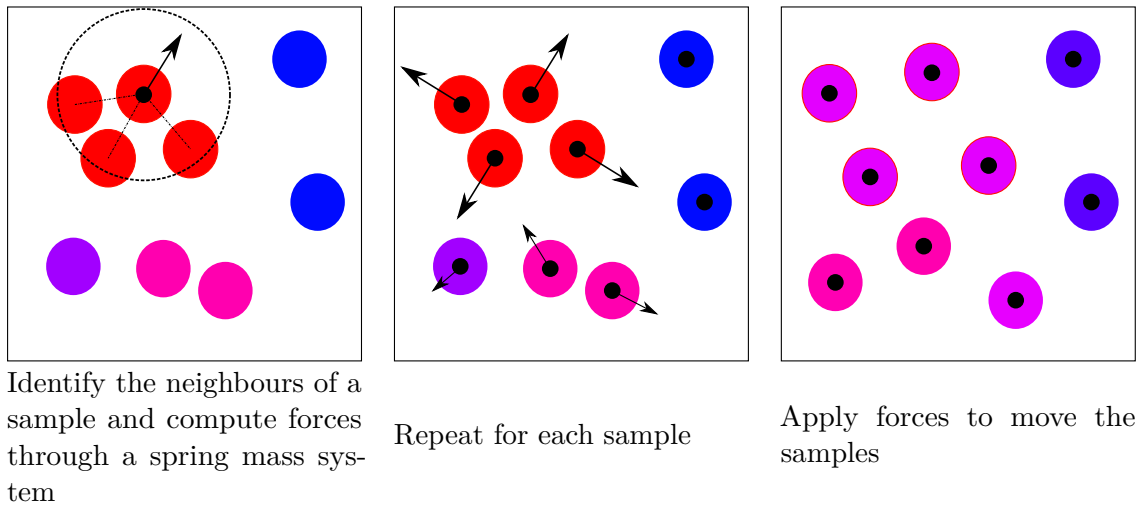 Identify the neighbours of a
sample and compute forces
through a spring mass sys-
tem
Repeat for each sample
Apply forces to move the
samples